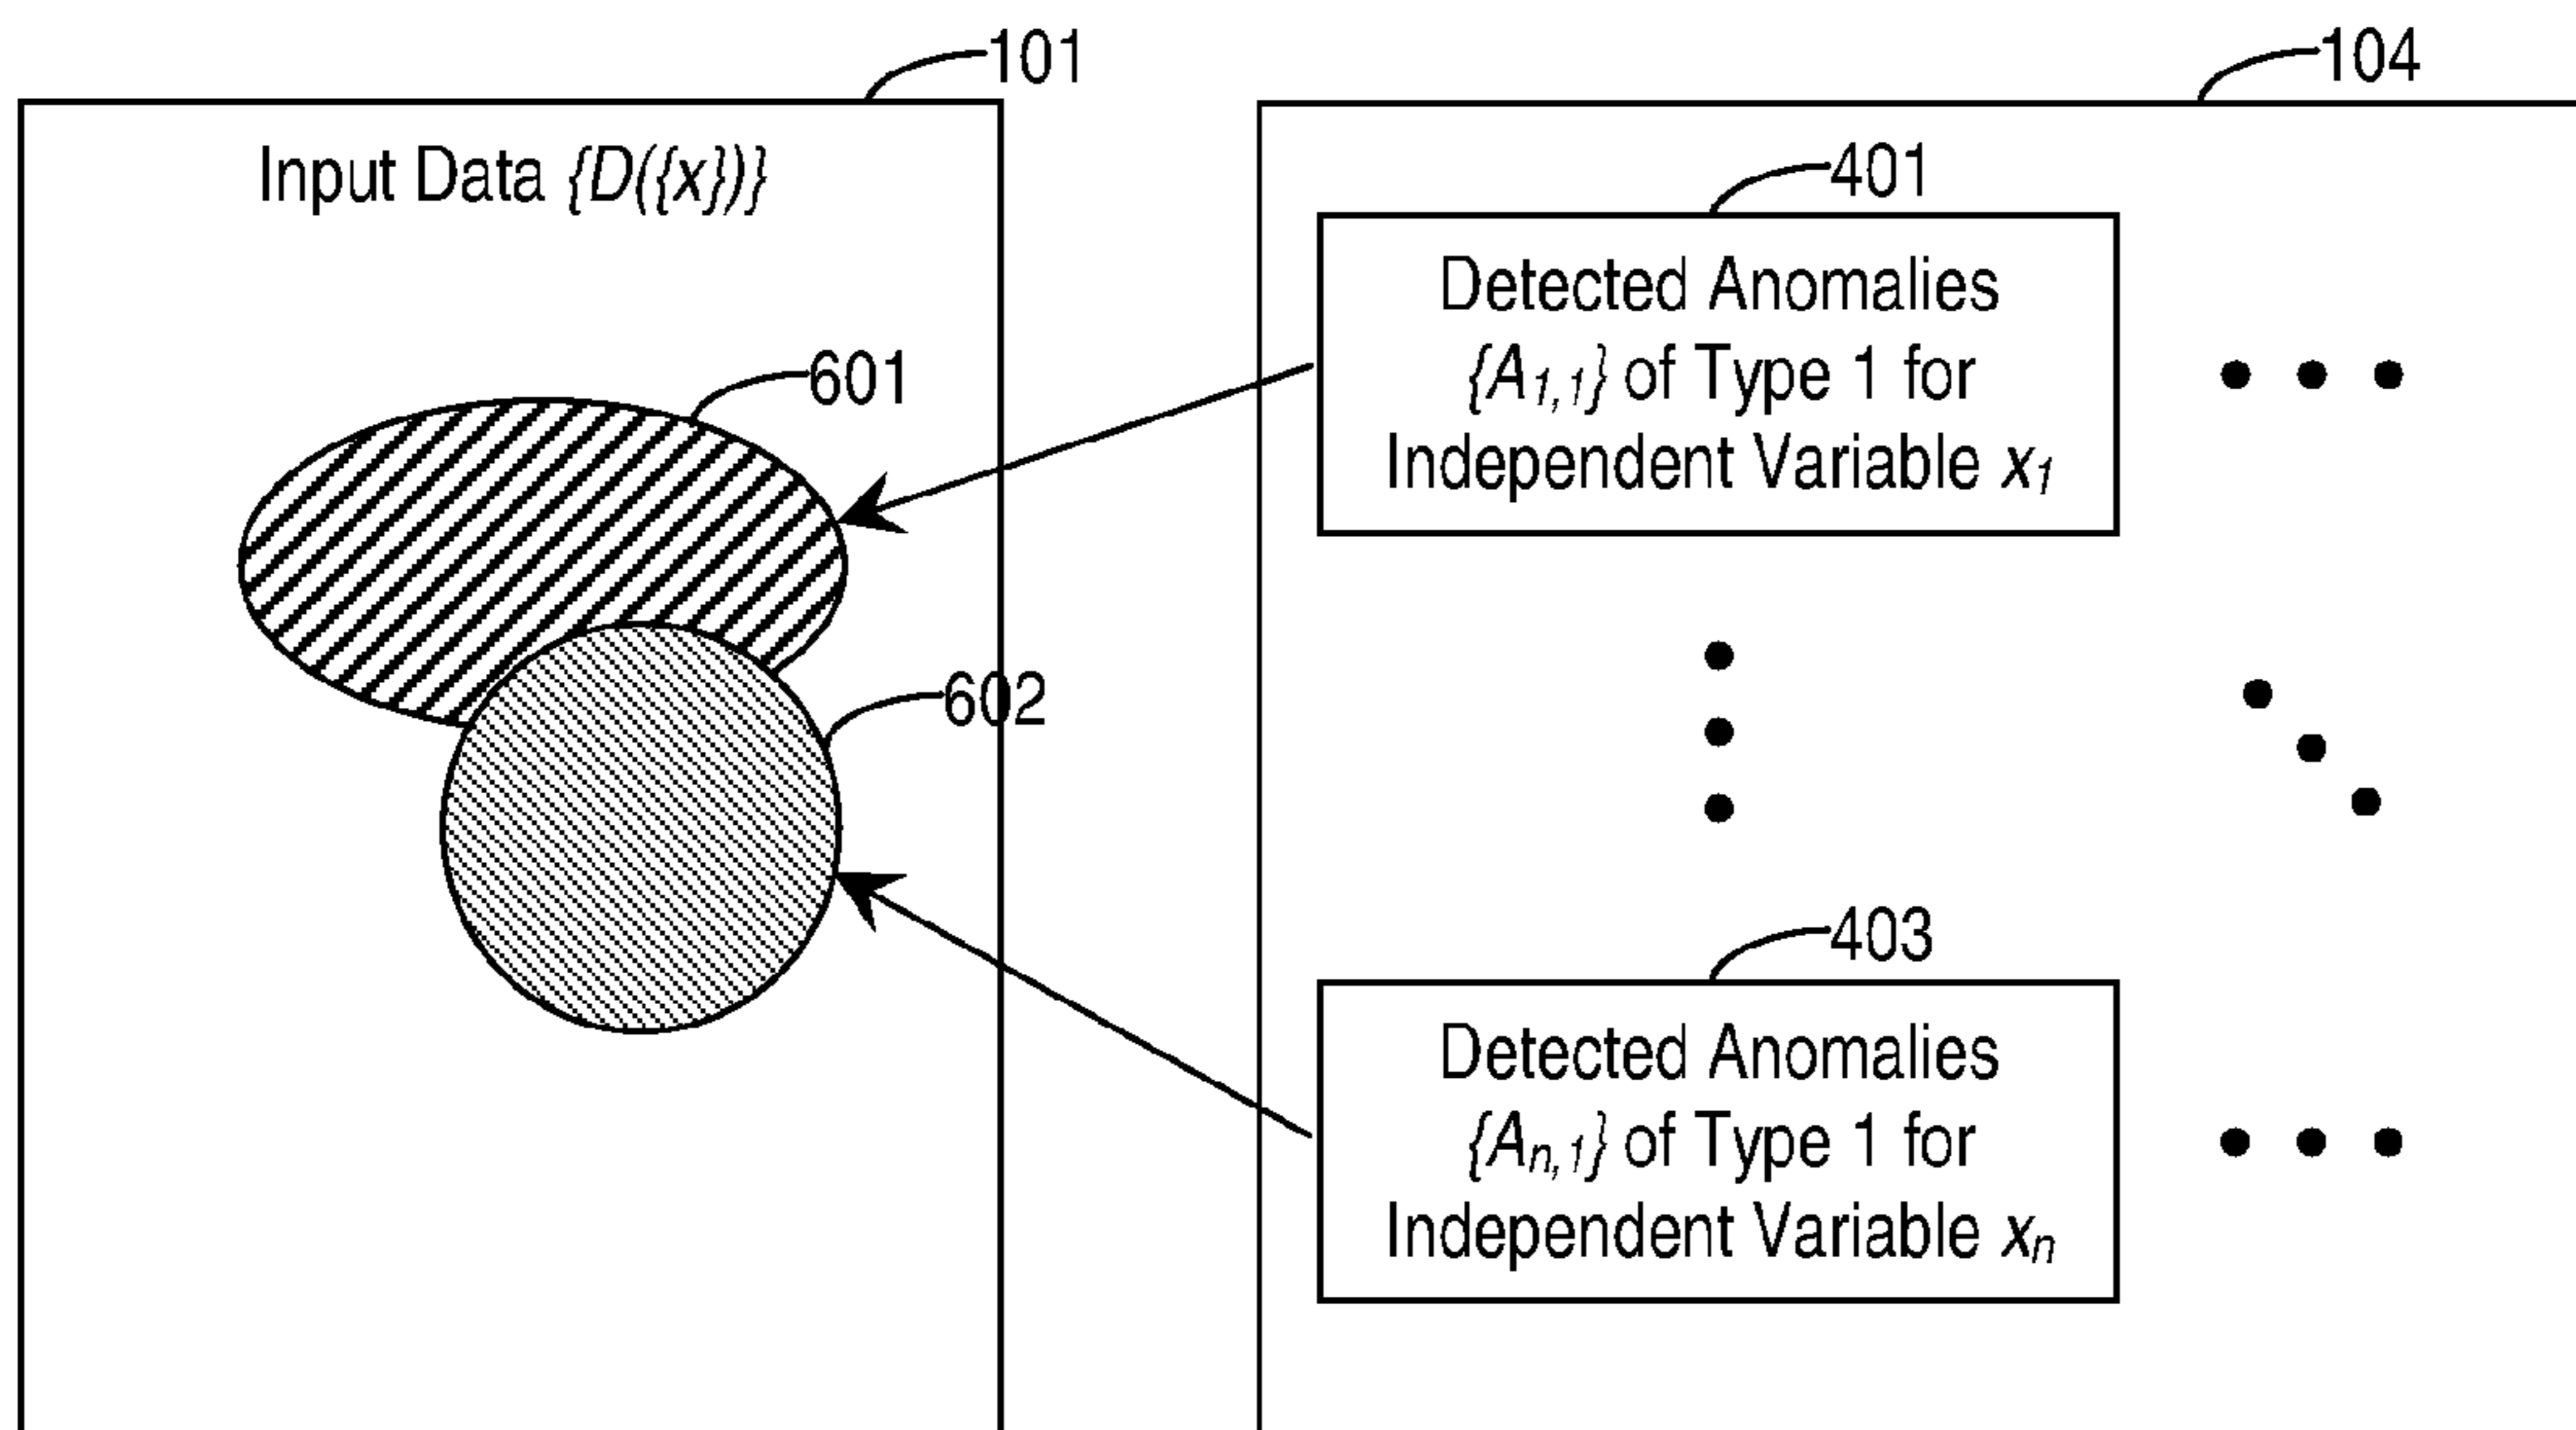 101
104
Input Data {D({x})}
401
Detected Anomalies
{A1,1} of Type 1 for
Independent Variable x1
601
602
403
Detected Anomalies
{An,1} of Type 1 for
Independent Variable xn